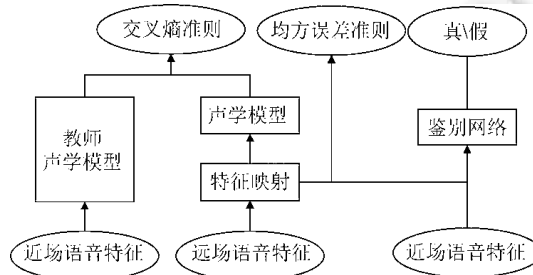 交叉熵准则
均方误差准则
真\假
教师
声学模型
声学模型
鉴别网络
特征映射
近场语音特征
远场语音特征
近场语音特征